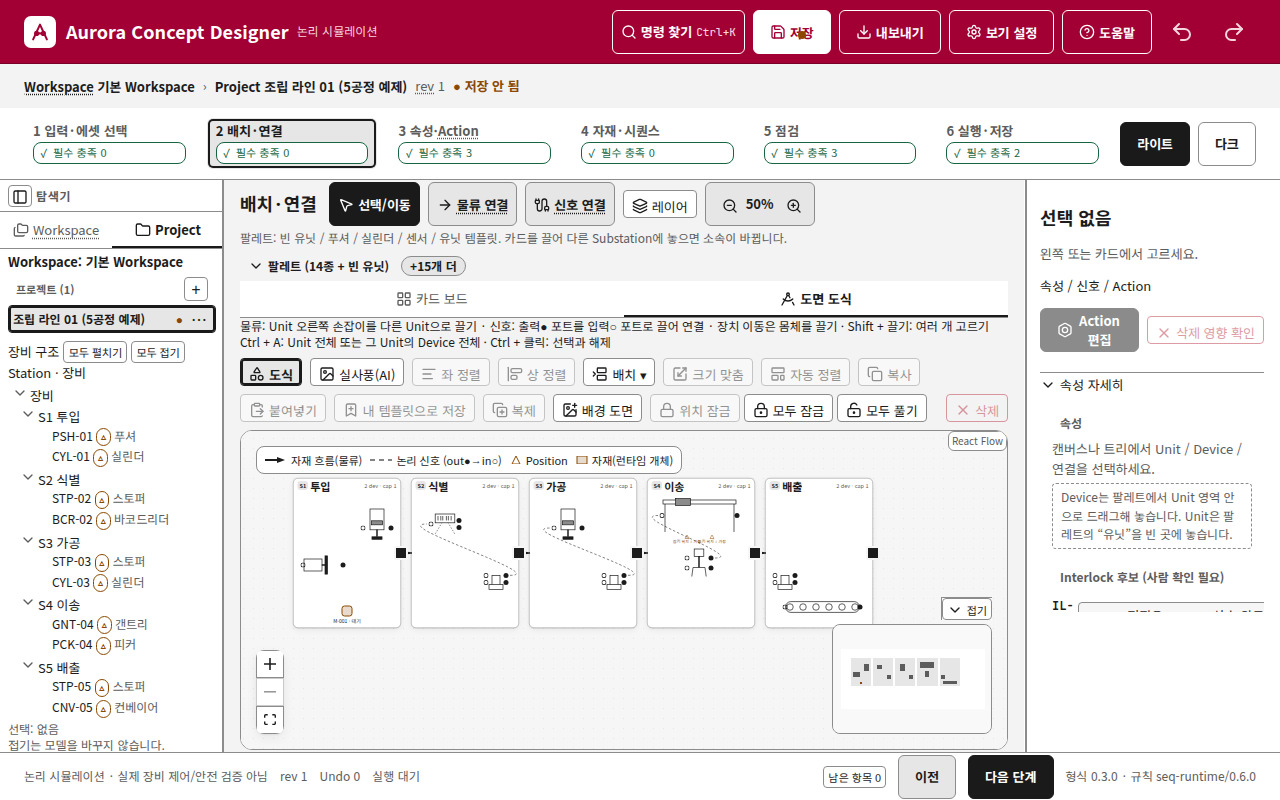 Aurora Concept Designer 논리 시뮬레이션
명령 찾기 Ctrl+K
저장
내보내기
보기 설정
도움말
Workspace 기본 Workspace › Project 조립 라인 01 (5공정 예제) rev 1 ● 저장 안 됨
1 입력·에셋 선택
✓ 필수 충족 0
2 배치·연결
✓ 필수 충족 0
3 속성·Action
✓ 필수 충족 3
4 자재·시퀀스
✓ 필수 충족 0
5 점검
✓ 필수 충족 3
6 실행·저장
✓ 필수 충족 2
라이트
다크
탐색기
Workspace
Project
Workspace: 기본 Workspace
프로젝트 (1)
+
조립 라인 01 (5공정 예제) ● ···
장비 구조 모두 펼치기 모두 접기
Station · 장비
장비
S1 투입
PSH-01 푸셔
CYL-01 실린더
S2 식별
STP-02 스토퍼
BCR-02 바코드리더
S3 가공
STP-03 스토퍼
CYL-03 실린더
S4 이송
GNT-04 갠트리
PCK-04 피커
S5 배출
STP-05 스토퍼
CNV-05 컨베이어
선택: 없음
접기는 모델을 바꾸지 않습니다.
배치·연결
선택/이동
물류 연결
신호 연결
레이어
50%
팔레트: 빈 유닛 / 푸셔 / 실린더 / 센서 / 유닛 템플릿. 카드를 끌어 다른 Substation에 놓으면 소속이 바뀝니다.
팔레트 (14종 + 빈 유닛) +15개 더
카드 보드
도면 도식
물류: Unit 오른쪽 손잡이를 다른 Unit으로 끌기 · 신호: 출력● 포트를 입력○ 포트로 끌어 연결 · 장치 이동은 몸체를 끌기 · Shift + 끌기: 여러 개 고르기
Ctrl + A: Unit 전체 또는 그 Unit의 Device 전체 · Ctrl + 클릭: 선택과 해제
도식
실사풍(AI)
좌 정렬
상 정렬
배치 ▾
크기 맞춤
자동 정렬
복사
붙여넣기
내 템플릿으로 저장
복제
배경 도면
위치 잠금
모두 잠금
모두 풀기
삭제
React Flow
자재 흐름(물류) 논리 신호 (out●→in○) Position 자재(런타임 개체)
S1 투입 2 dev · cap 1
S2 식별 2 dev · cap 1
S3 가공 2 dev · cap 1
S4 이송 2 dev · cap 1
S5 배출 2 dev · cap 1
M-001 · 대기
접기
선택 없음
왼쪽 또는 카드에서 고르세요.
속성 / 신호 / Action
Action
편집
삭제 영향 확인
속성 자세히
속성
캔버스나 트리에서 Unit / Device /
연결을 선택하세요.
Device는 팔레트에서 Unit 영역 안
으로 드래그해 놓습니다. Unit은 팔
레트의 “유닛”을 빈 곳에 놓습니다.
Interlock 후보 (사람 확인 필요)
IL-
논리 시뮬레이션 · 실제 장비 제어/안전 검증 아님 rev 1 Undo 0 실행 대기
남은 항목 0
이전
다음 단계
형식 0.3.0 · 규칙 seq-runtime/0.6.0